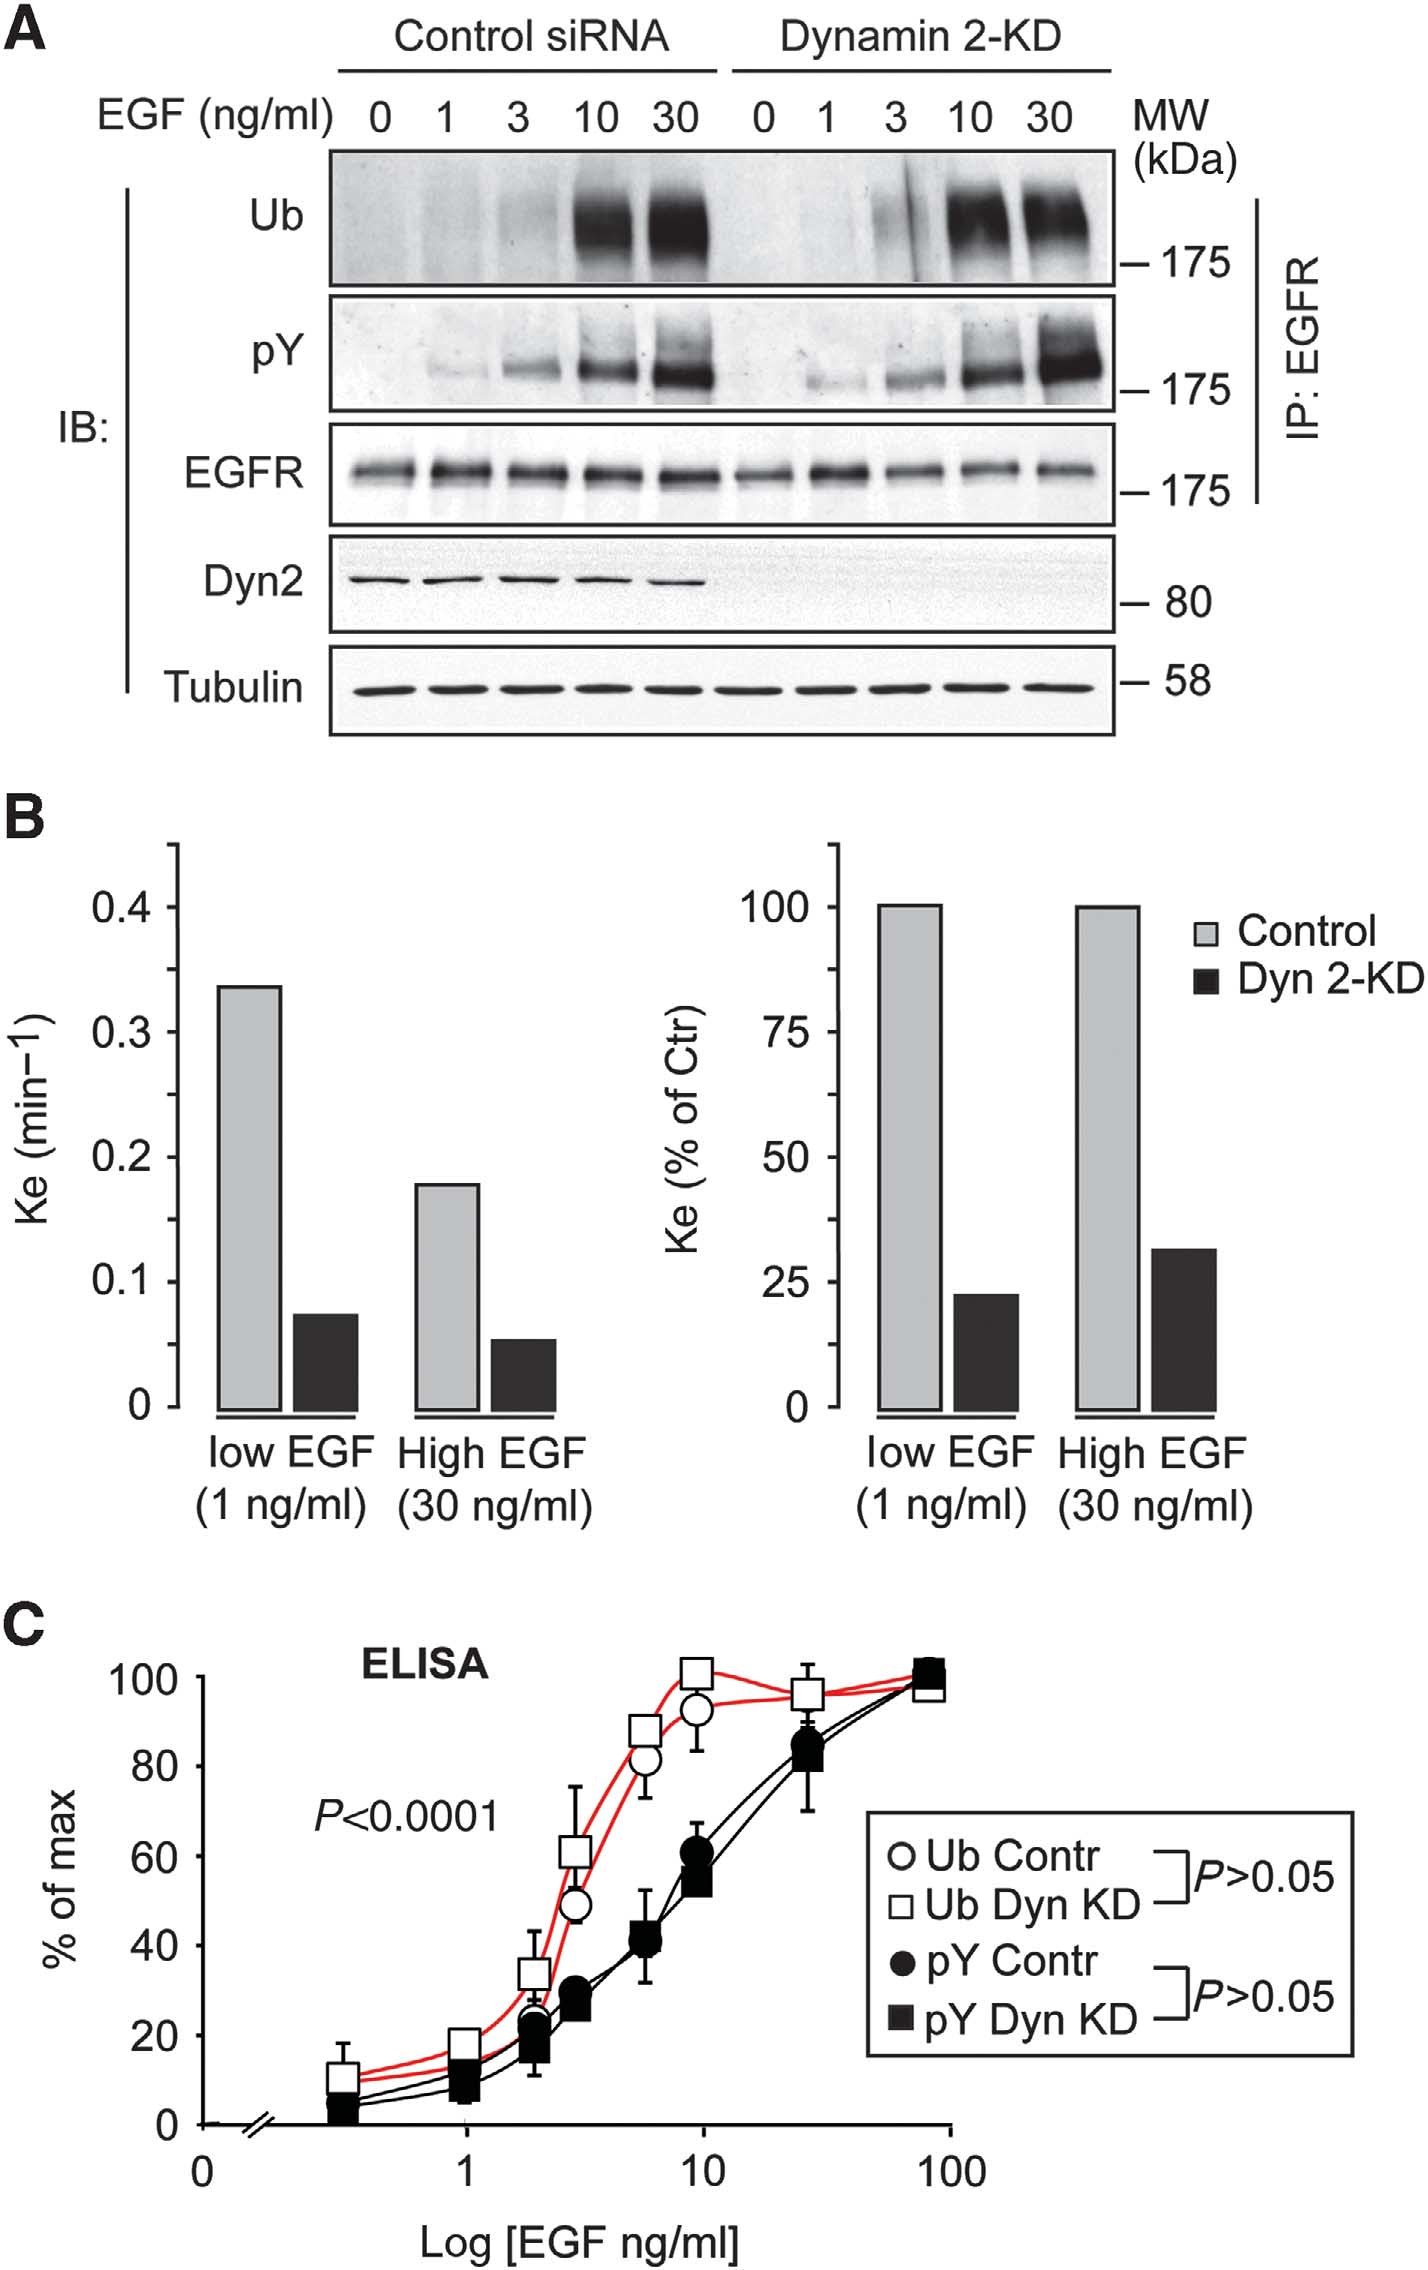 A
Control siRNA Dynamin 2-KD
EGF (ng/ml) 0 1 3 10 30 0 1 3 10 30 MW
(kDa)
Ub
175
pY
175
IP: EGFR
IB:
EGFR
175
Dyn2
80
Tubulin
58
B
0.4
0.3
0.2
0.1
0
Ke (min−1)
low EGF High EGF
(1 ng/ml) (30 ng/ml)
100
75
50
25
0
Ke (% of Ctr)
low EGF High EGF
(1 ng/ml) (30 ng/ml)
Control
Dyn 2-KD
C
ELISA
100
80
60
40
20
0
% of max
P<0.0001
Ub Contr
Ub Dyn KD
P>0.05
pY Contr
pY Dyn KD
P>0.05
0 1 10 100
Log [EGF ng/ml]